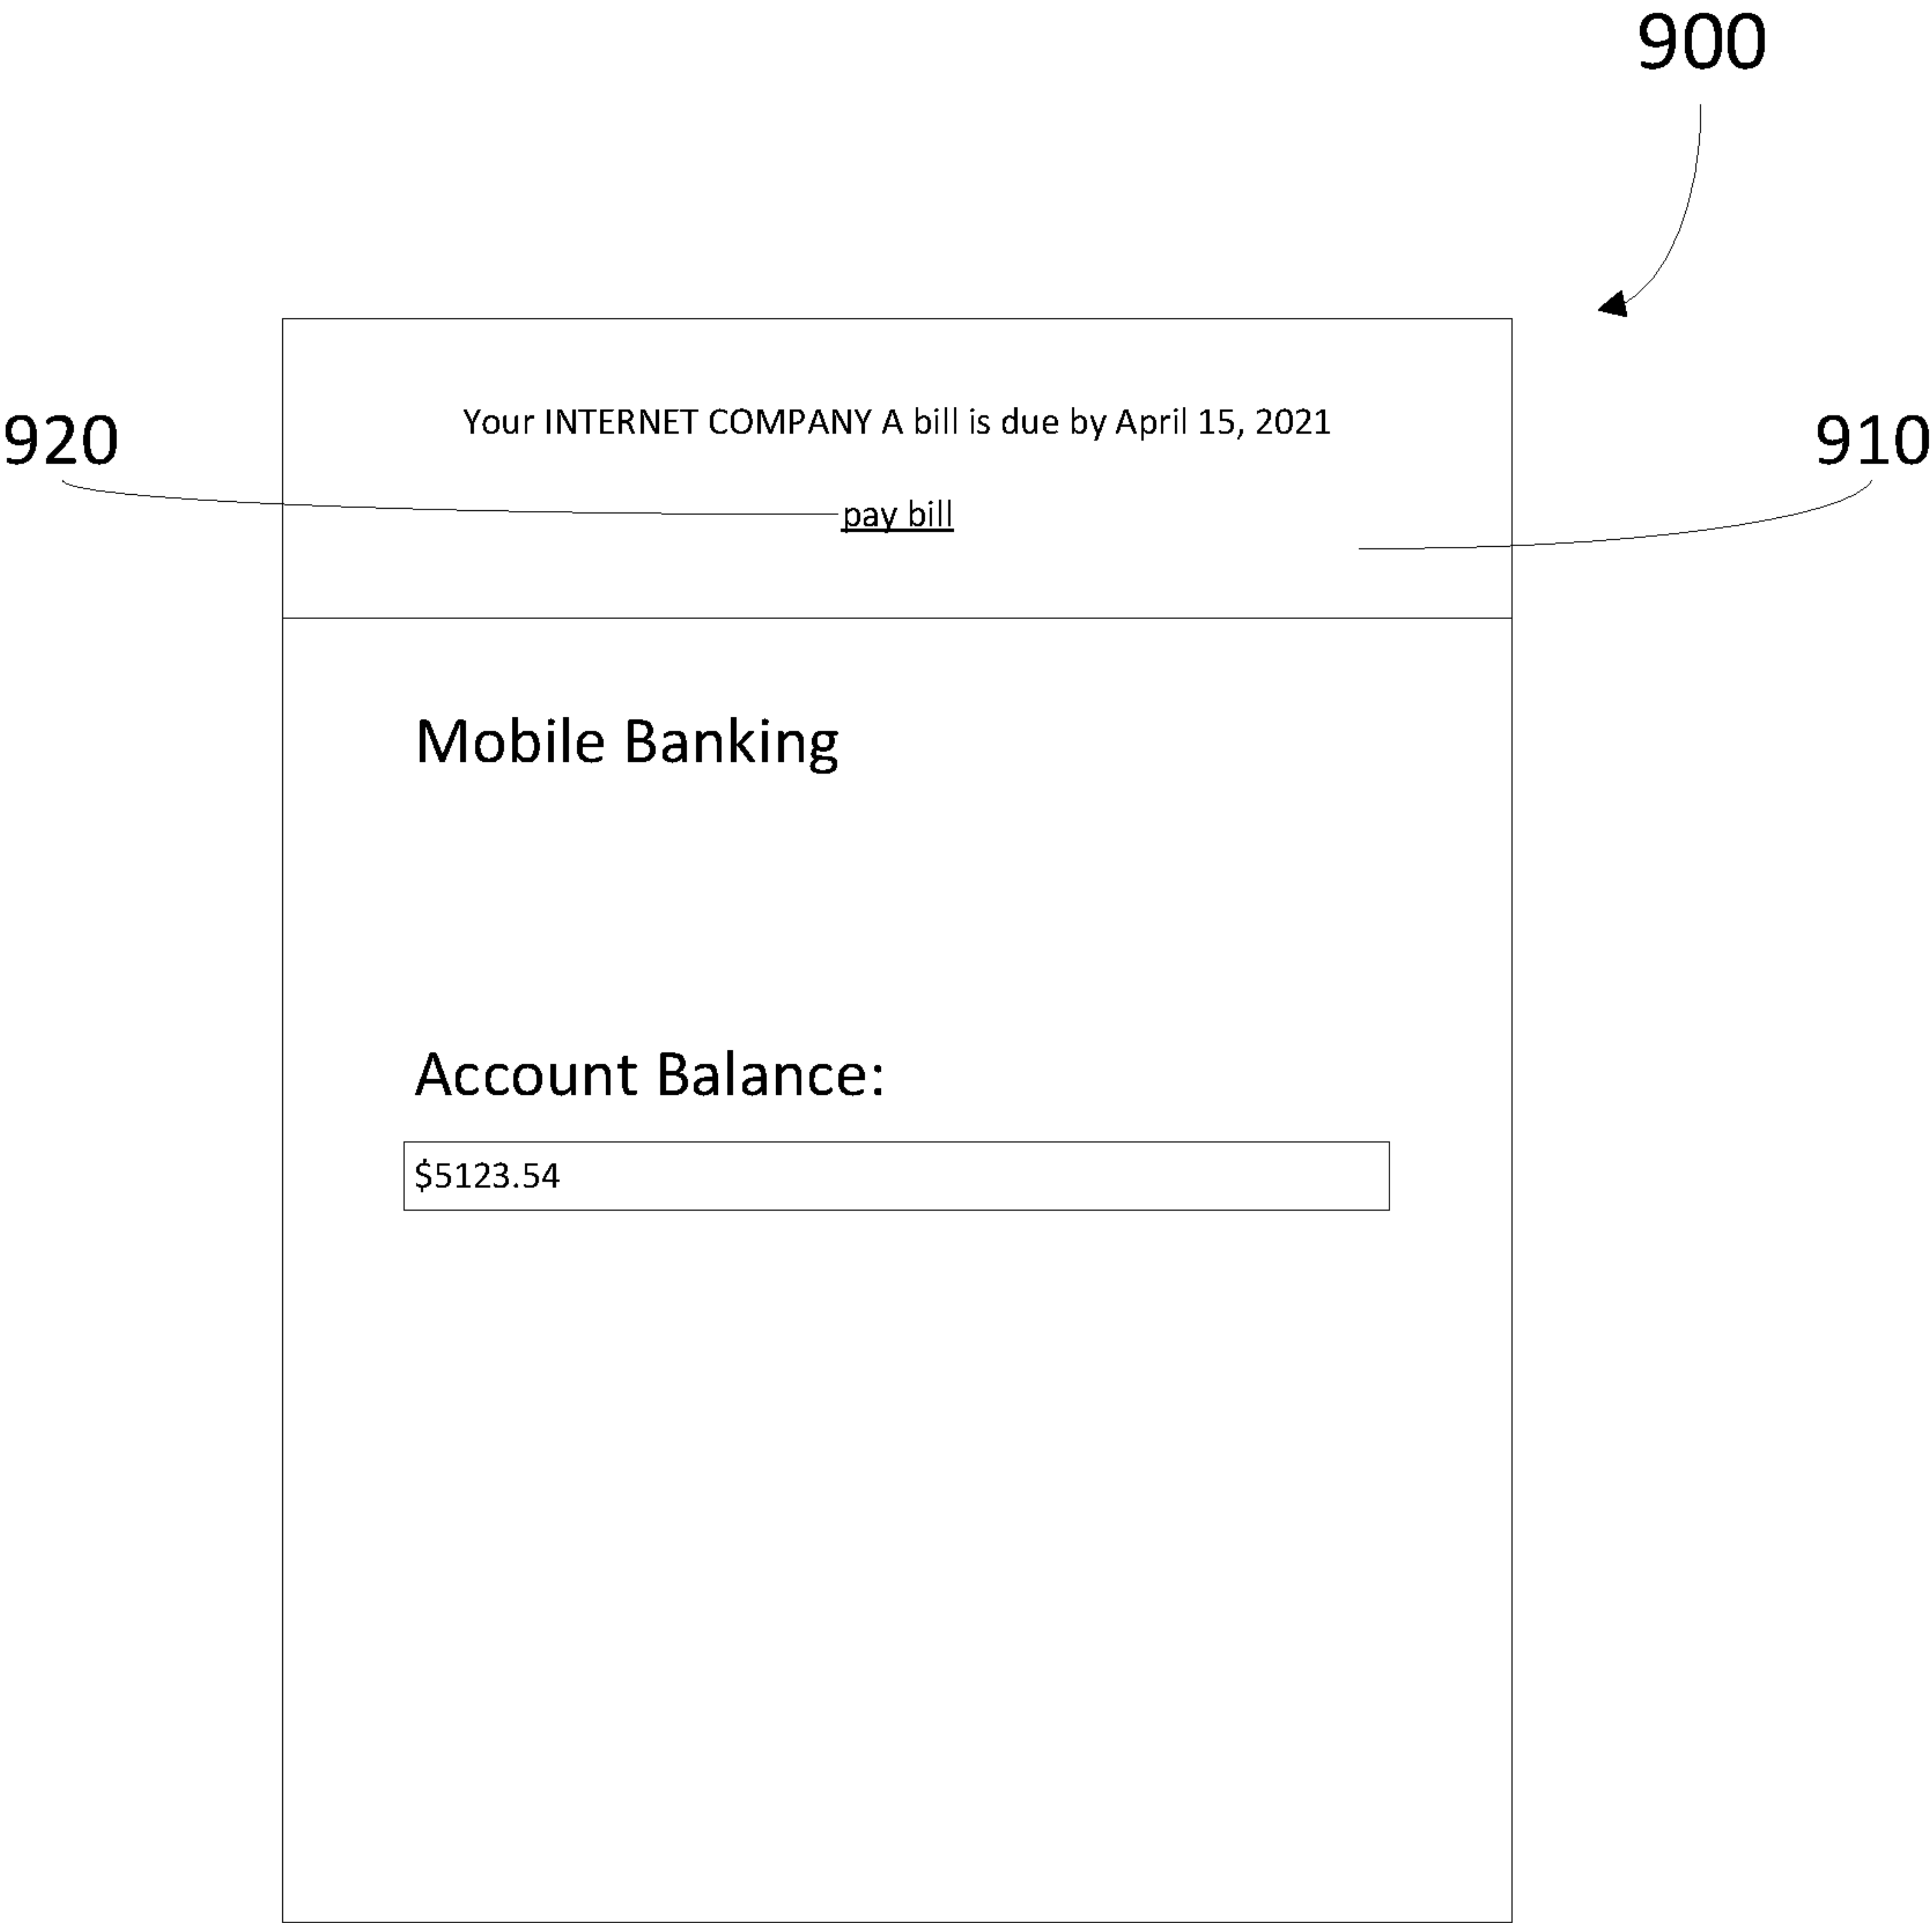 900
Your INTERNET COMPANY A bill is due by April 15, 2021
920
910
pay bill
Mobile Banking
Account Balance:
$5123.54